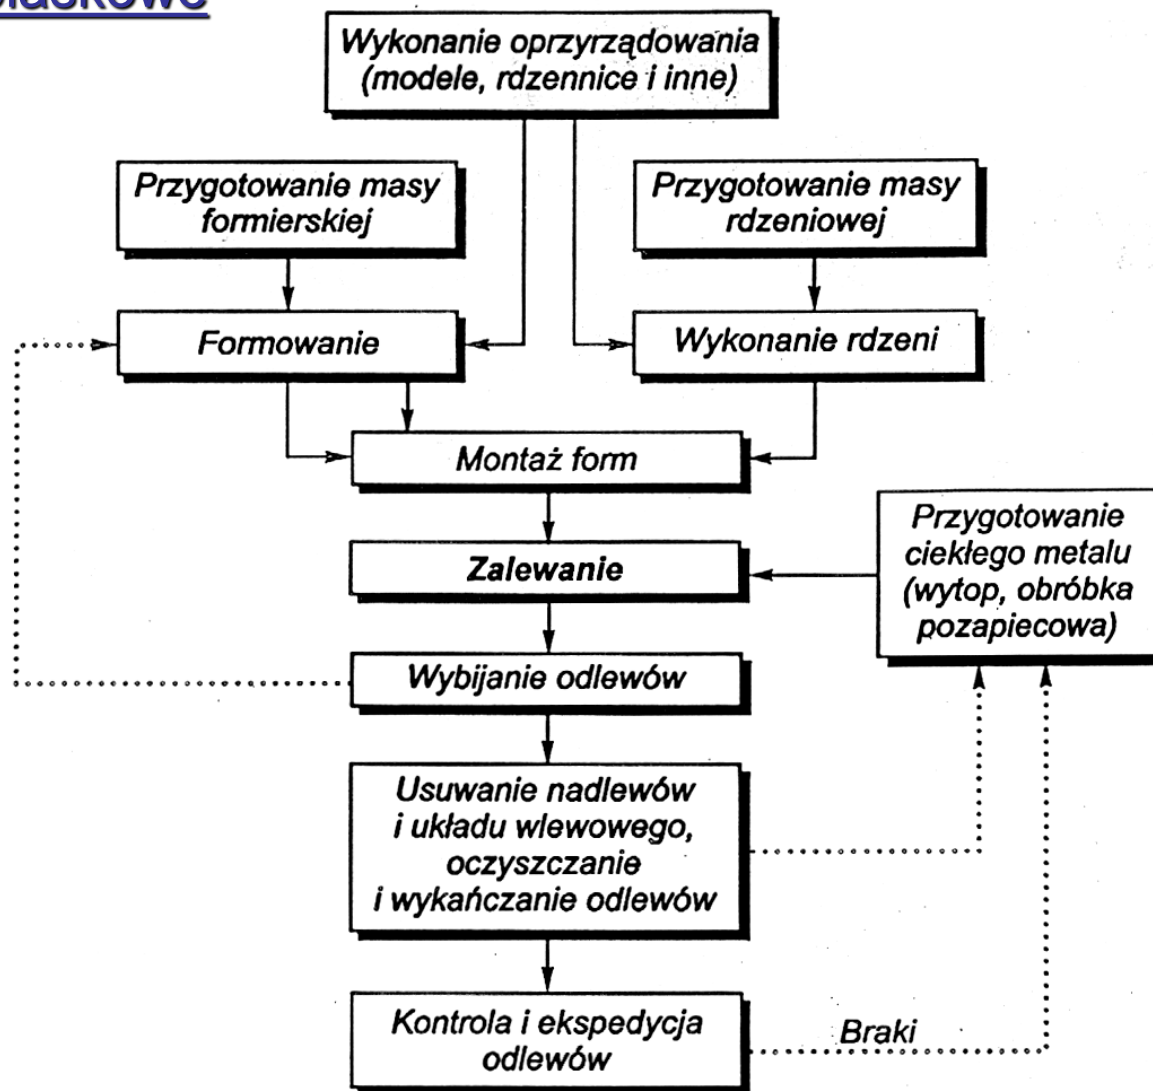 Wykonanie oprzyrządowania
(modele, rdzennice i inne)
Przygotowanie masy
formierskiej
Przygotowanie masy
rdzeniowej
Formowanie
Wykonanie rdzeni
Montaż form
Przygotowanie
ciekłego metalu
(wytop, obróbka
pozapiecowa)
Zalewanie
Wybijanie odlewów
Usuwanie nadlewów
i układu wlewowego,
oczyszczanie
i wykańczanie odlewów
Kontrola i ekspedycja
odlewów
Braki